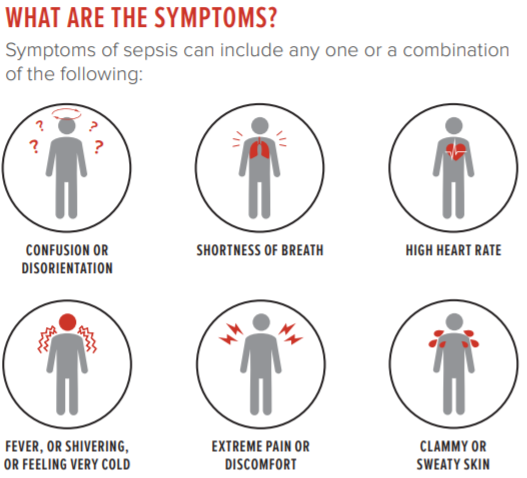 WHAT ARE THE SYMPTOMS?
Symptoms of sepsis can include any one or a combination
of the following:
? ? ? ?
CONFUSION OR
DISORIENTATION
SHORTNESS OF BREATH
HIGH HEART RATE
FEVER, OR SHIVERING,
OR FEELING VERY COLD
EXTREME PAIN OR
DISCOMFORT
CLAMMY OR
SWEATY SKIN